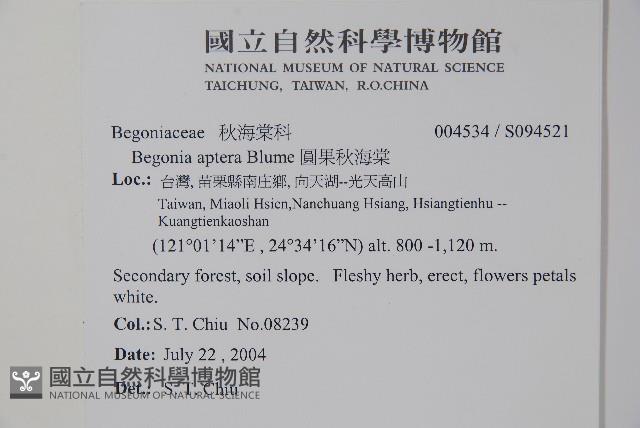 國立自然科學博物館
NATIONAL MUSEUM OF NATURAL SCIENCE
TAICHUNG, TAIWAN, R.O.CHINA
Begoniaceae 秋海棠科 004534 / S094521
Begonia aptera Blume 圓果秋海棠
Loc.: 台灣, 苗栗縣南庄鄉, 向天湖--光天高山
Taiwan, Miaoli Hsien,Nanchuang Hsiang, Hsiangtienhu --
Kuangtienkaoshan
(121°01’14”E , 24°34’16”N) alt. 800 -1,120 m.
Secondary forest, soil slope. Fleshy herb, erect, flowers petals
white.
Col.: S. T. Chiu No.08239
Date: July 22 , 2004
Det.: S. T. Chiu
國立自然科學博物館
NATIONAL MUSEUM OF NATURAL SCIENCE